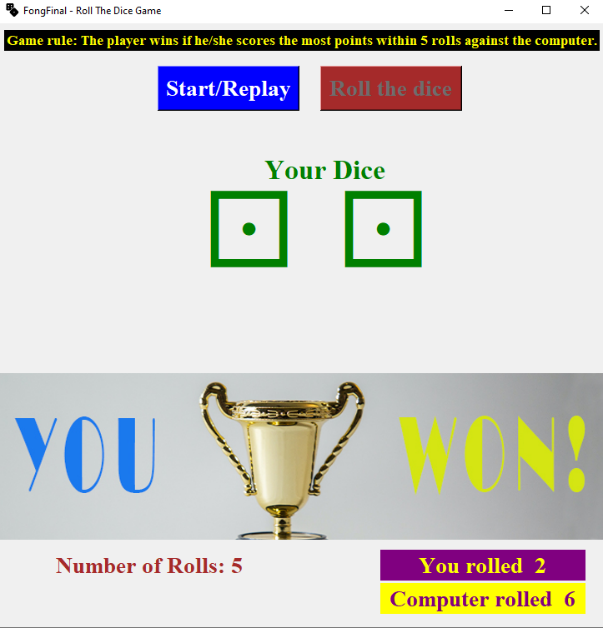 FongFinal - Roll The Dice Game
Game rule: The player wins if he/she scores the most points within 5 rolls against the computer.
Start/Replay Roll the dice
Your Dice
YOU WON!
Number of Rolls: 5 You rolled 2
Computer rolled 6